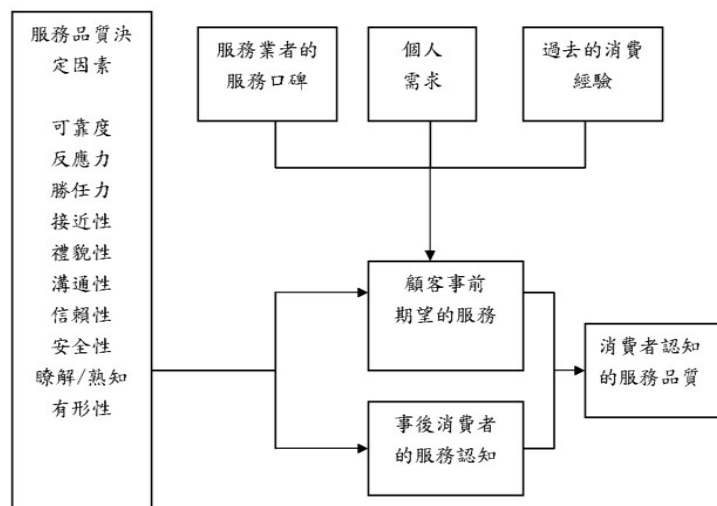 服務品質決
定因素
可靠度
反應力
勝任力
接近性
禮貌性
溝通性
信賴性
安全性
瞭解/熟知
有形性
服務業者的
服務口碑
個人
需求
過去的消費
經驗
顧客事前
期望的服務
事後消費者
的服務認知
消費者認知
的服務品質